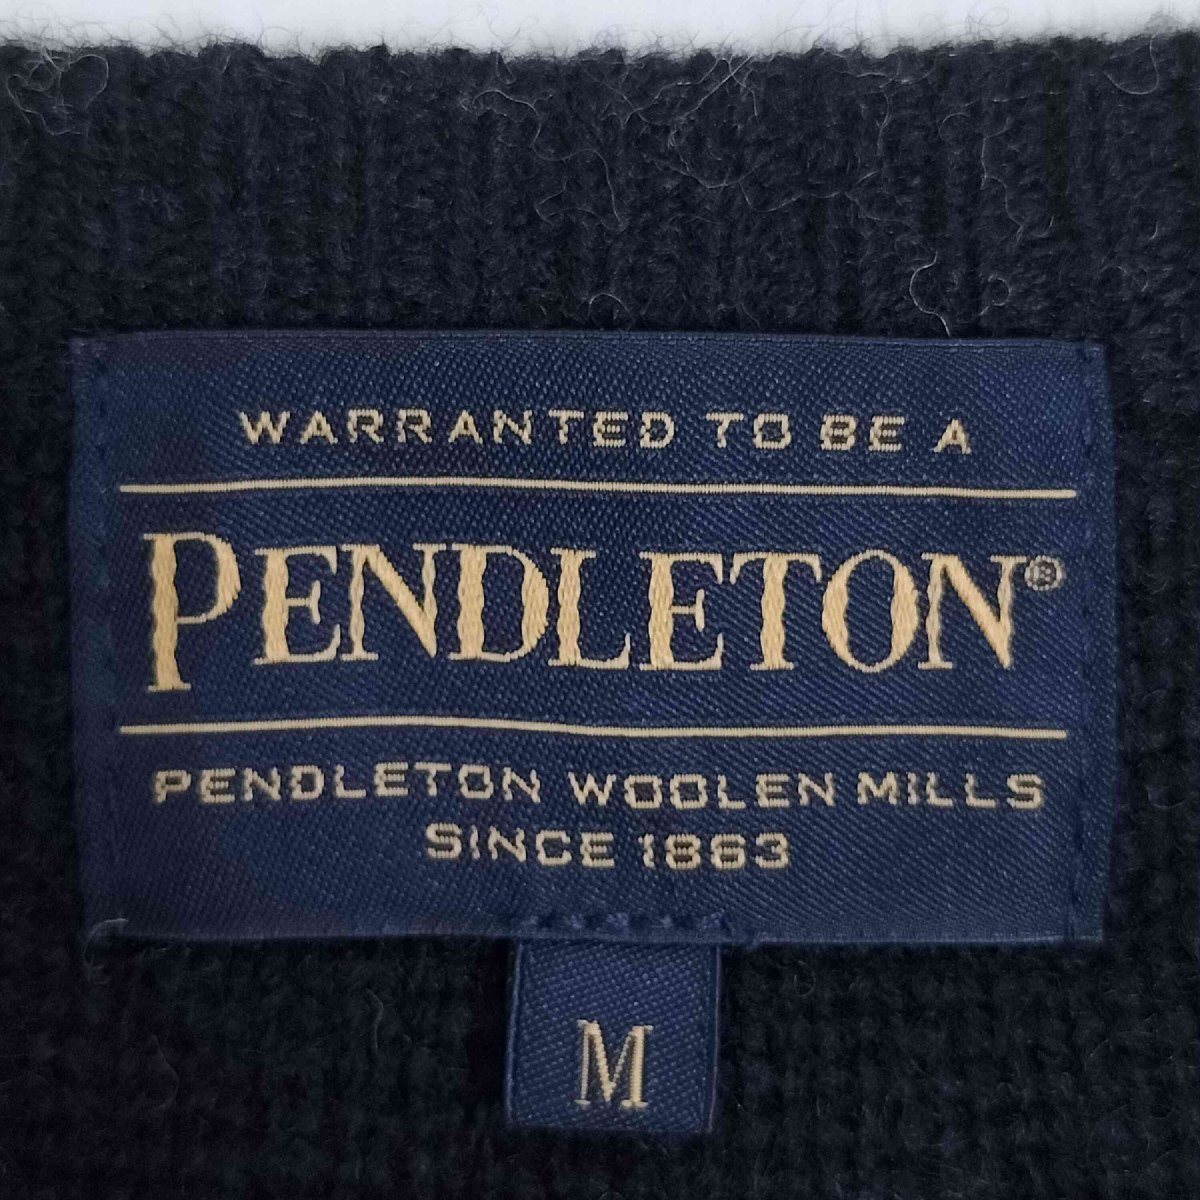 WARRANTED TO BE A
PENDLETON®
PENDLETON WOOLEN MILLS
SINCE 1863
M